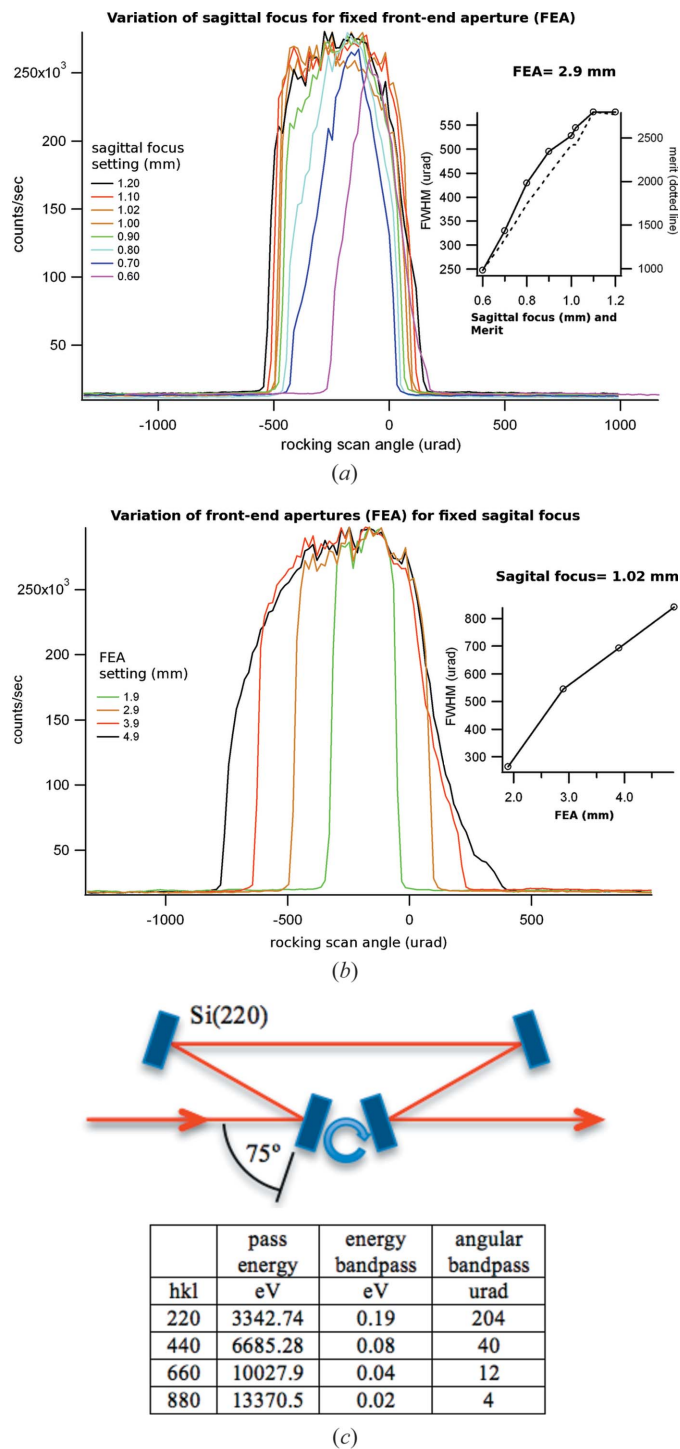 Variation of sagittal focus for fixed front-end aperture (FEA)
250x10³
200
150
100
50
counts/sec
sagittal focus
setting (mm)
1.20
1.10
1.02
1.00
0.90
0.80
0.70
0.60
FEA= 2.9 mm
550
500
450
400
350
300
250
FWHM (urad)
2500
2000
1500
1000
merit (dotted line)
0.6
0.8
1.0
1.2
Sagittal focus (mm) and
Merit
-1000
-500
0
500
1000
rocking scan angle (urad)
(a)
Variation of front-end apertures (FEA) for fixed sagital focus
250x10³
200
150
100
50
counts/sec
FEA
setting (mm)
1.9
2.9
3.9
4.9
Sagital focus= 1.02 mm
800
700
600
500
400
300
FWHM (urad)
2.0
3.0
4.0
FEA (mm)
-1000
-500
0
500
rocking scan angle (urad)
(b)
Si(220)
75°
pass energy energy bandpass angular bandpass
hkl eV eV urad
220 3342.74 0.19 204
440 6685.28 0.08 40
660 10027.9 0.04 12
880 13370.5 0.02 4
(c)